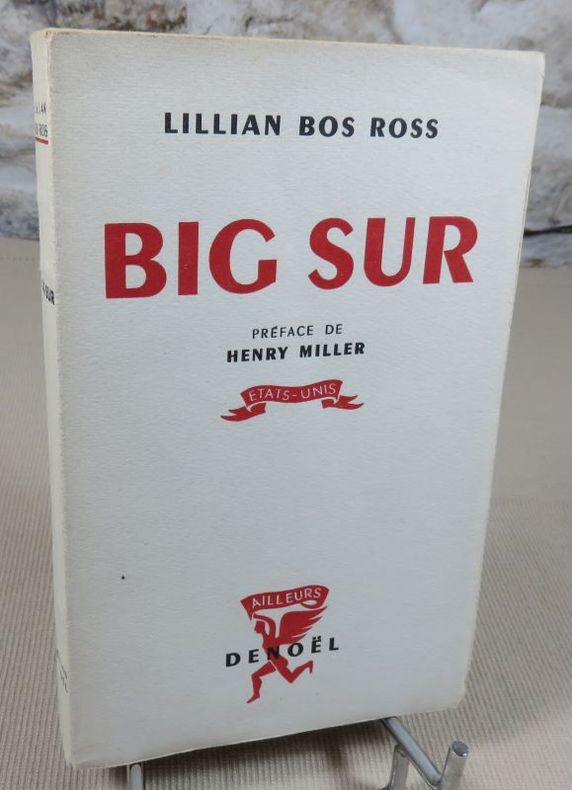 LILLIAN BOS ROSS
BIG SUR
PRÉFACE DE
HENRY MILLER
ETATS-UNIS
AILLEURS
DENOËL